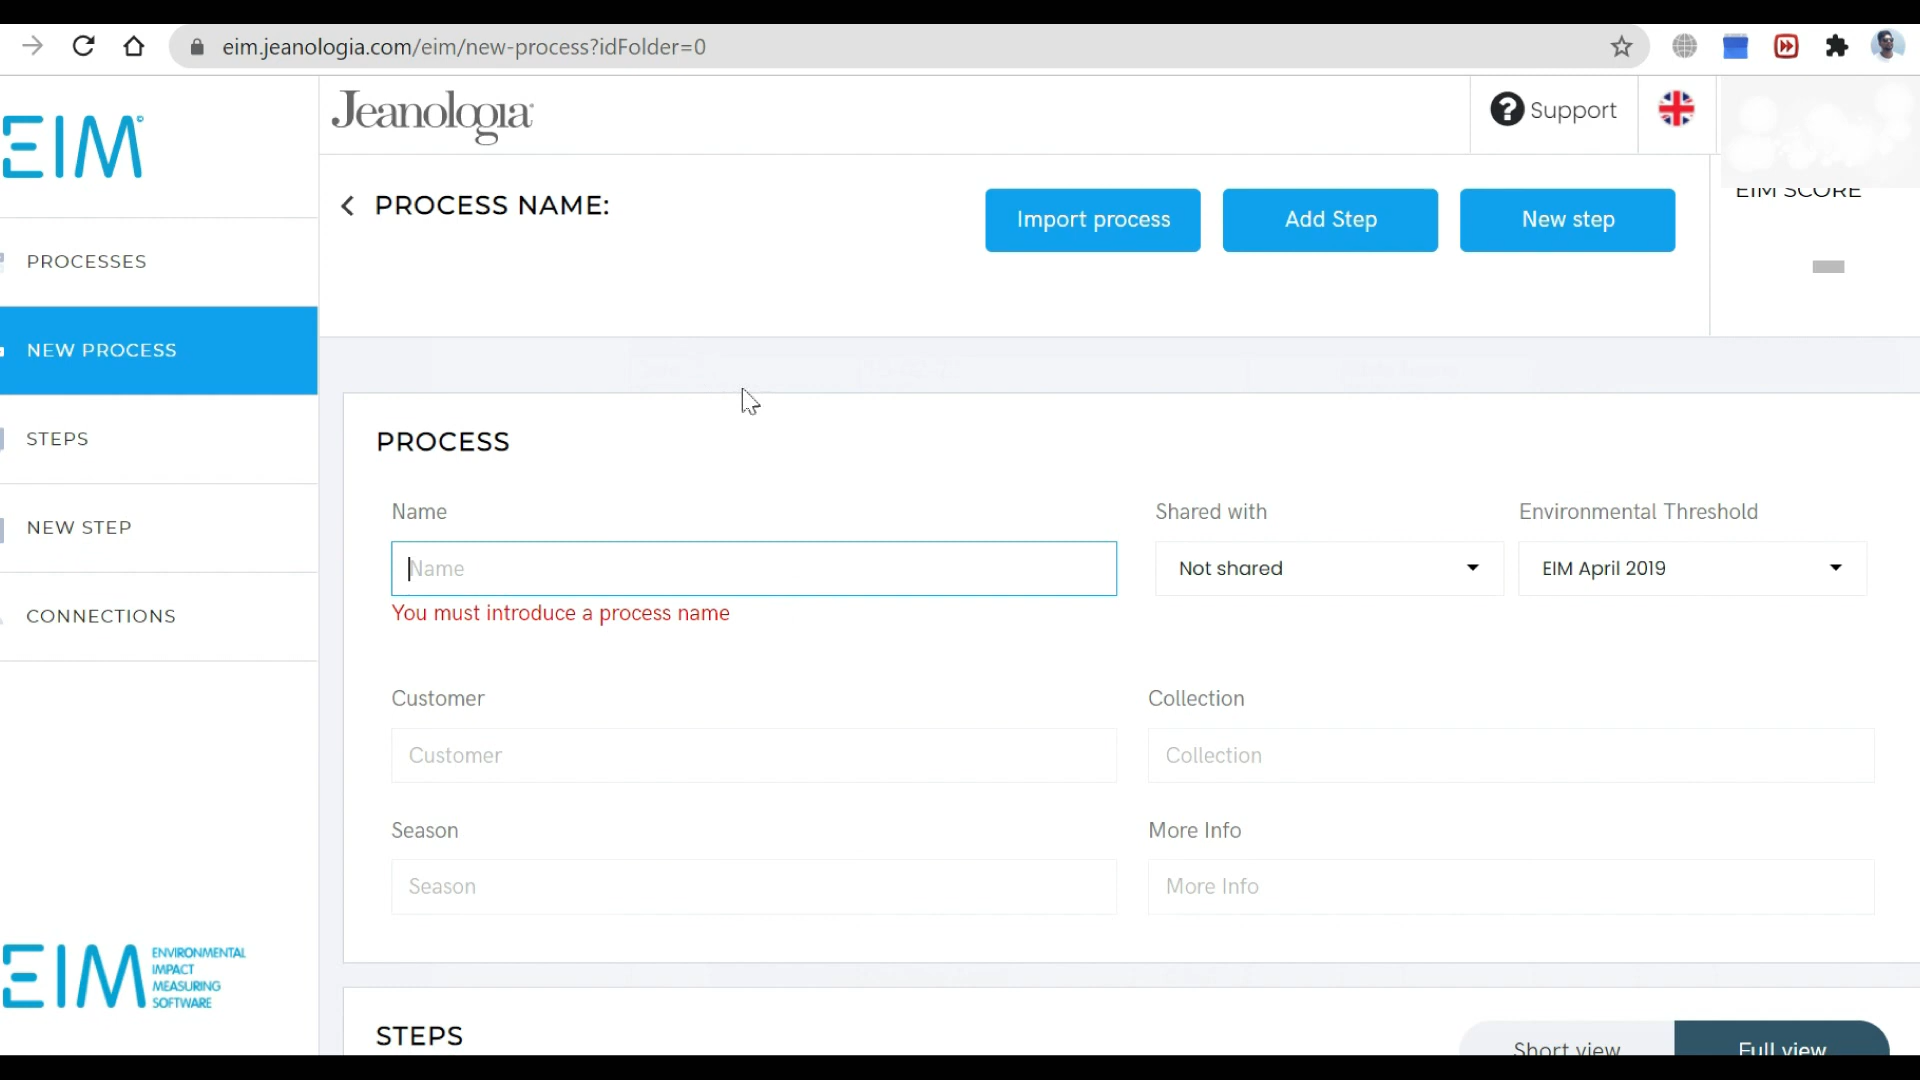 eim.jeanologia.com/eim/new-process?idFolder=0
EIM
Jeanologia
Support
PROCESS NAME:
Import process
Add Step
New step
EIM SCORE
PROCESSES
NEW PROCESS
STEPS
NEW STEP
CONNECTIONS
PROCESS
Name
Shared with
Environmental Threshold
Name
Not shared
EIM April 2019
You must introduce a process name
Customer
Collection
Customer
Collection
Season
More Info
Season
More Info
EIM
ENVIRONMENTAL
IMPACT
MEASURING
SOFTWARE
STEPS
Short view
Full view